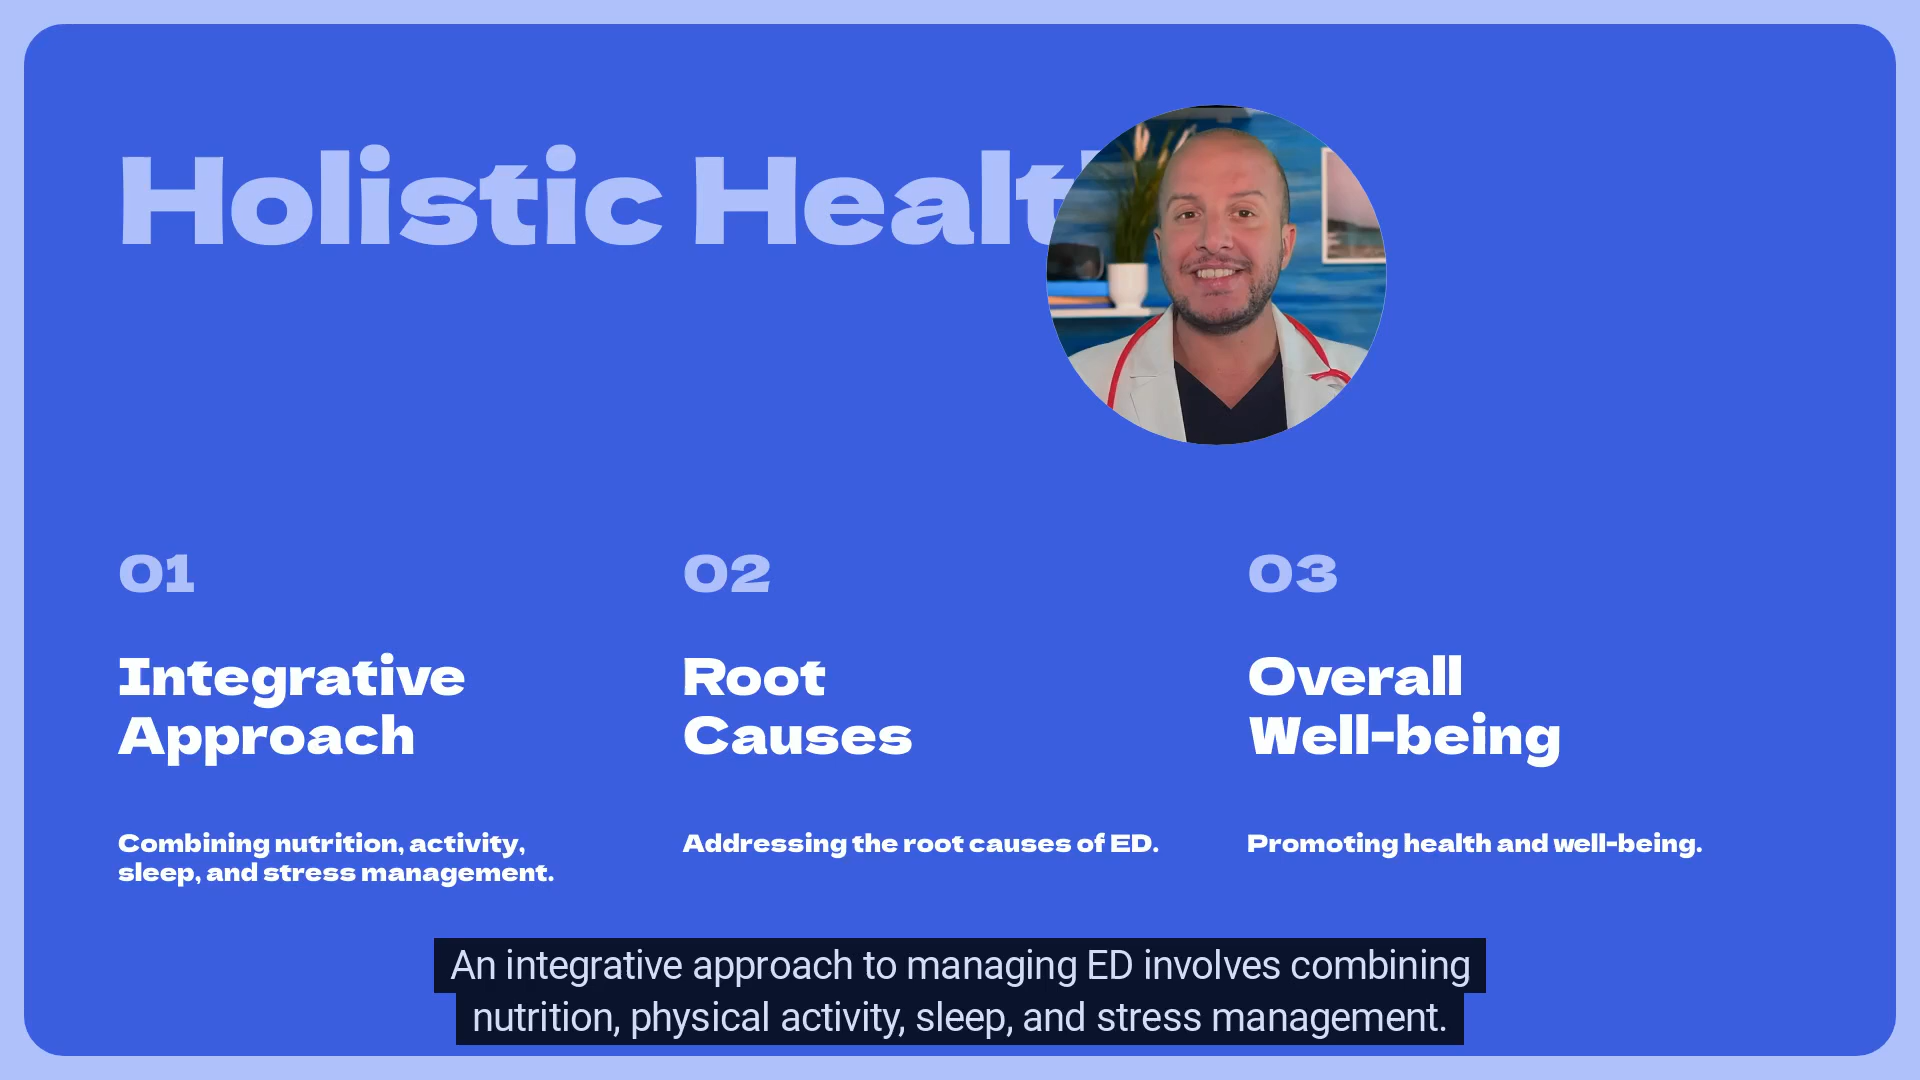 Holistic Healt
01
Integrative
Approach
Combining nutrition, activity,
sleep, and stress management.
02
Root
Causes
Addressing the root causes of ED.
03
Overall
Well-being
Promoting health and well-being.
An integrative approach to managing ED involves combining
nutrition, physical activity, sleep, and stress management.